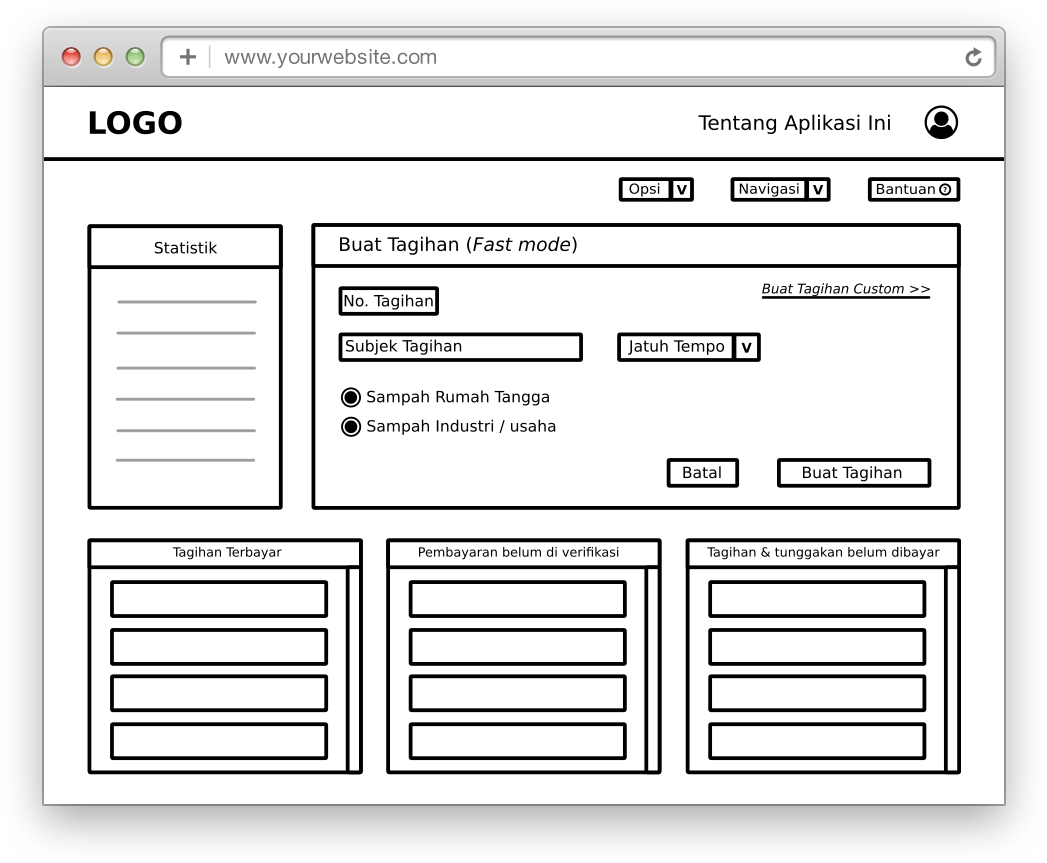 www.yourwebsite.com
LOGO
Tentang Aplikasi Ini
Opsi V
Navigasi V
Bantuan ?
Statistik
Buat Tagihan (Fast mode)
Buat Tagihan Custom >>
No. Tagihan
Subjek Tagihan
Jatuh Tempo V
Sampah Rumah Tangga
Sampah Industri / usaha
Batal
Buat Tagihan
Tagihan Terbayar
Pembayaran belum di verifikasi
Tagihan & tunggakan belum dibayar